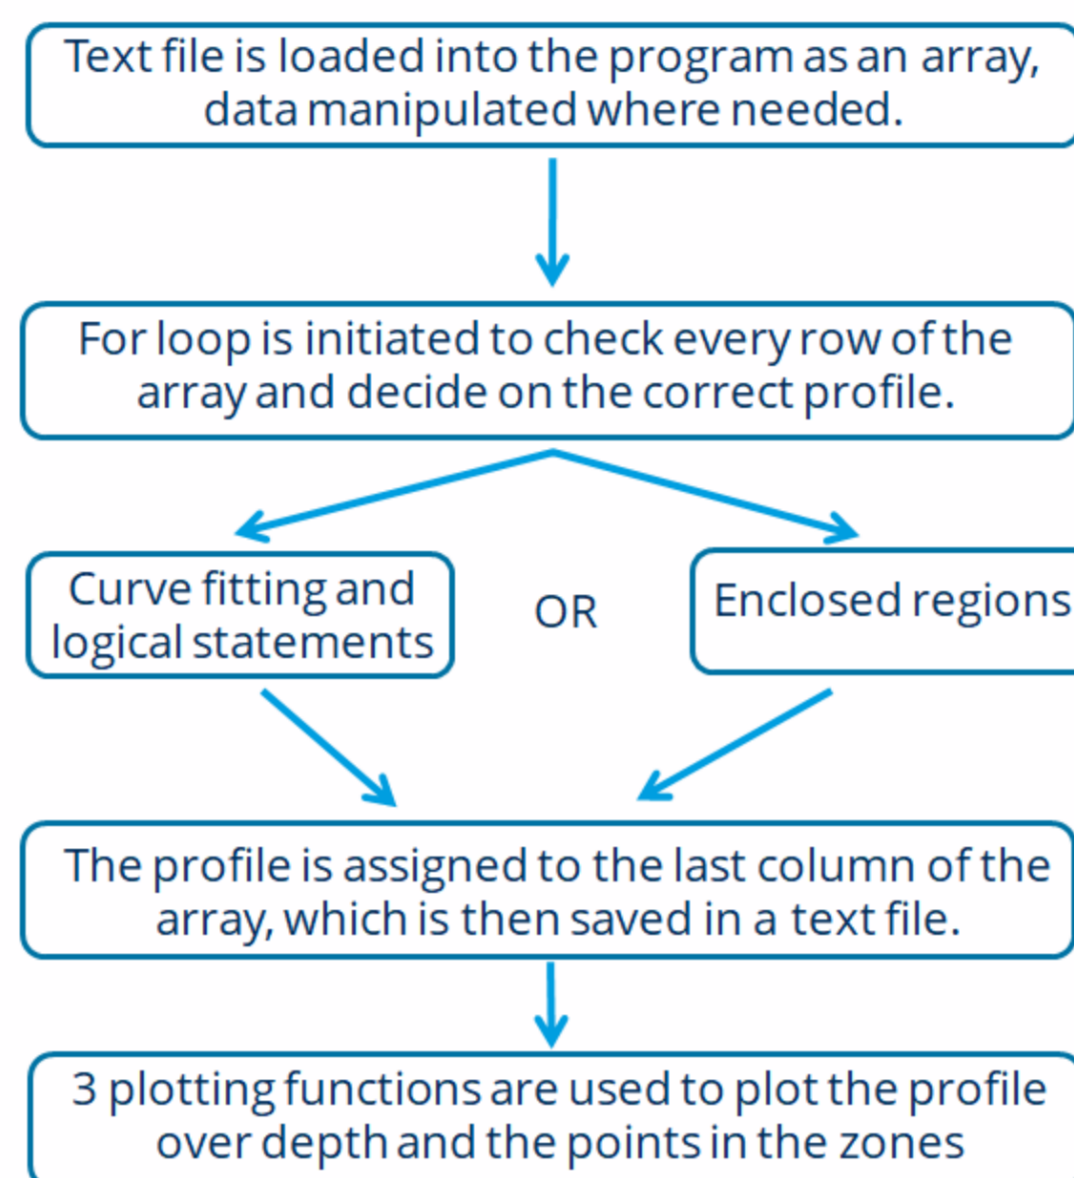 Text file is loaded into the program as an array,
data manipulated where needed.
For loop is initiated to check every row of the
array and decide on the correct profile.
Curve fitting and
logical statements
OR
Enclosed regions
The profile is assigned to the last column of the
array, which is then saved in a text file.
3 plotting functions are used to plot the profile
over depth and the points in the zones